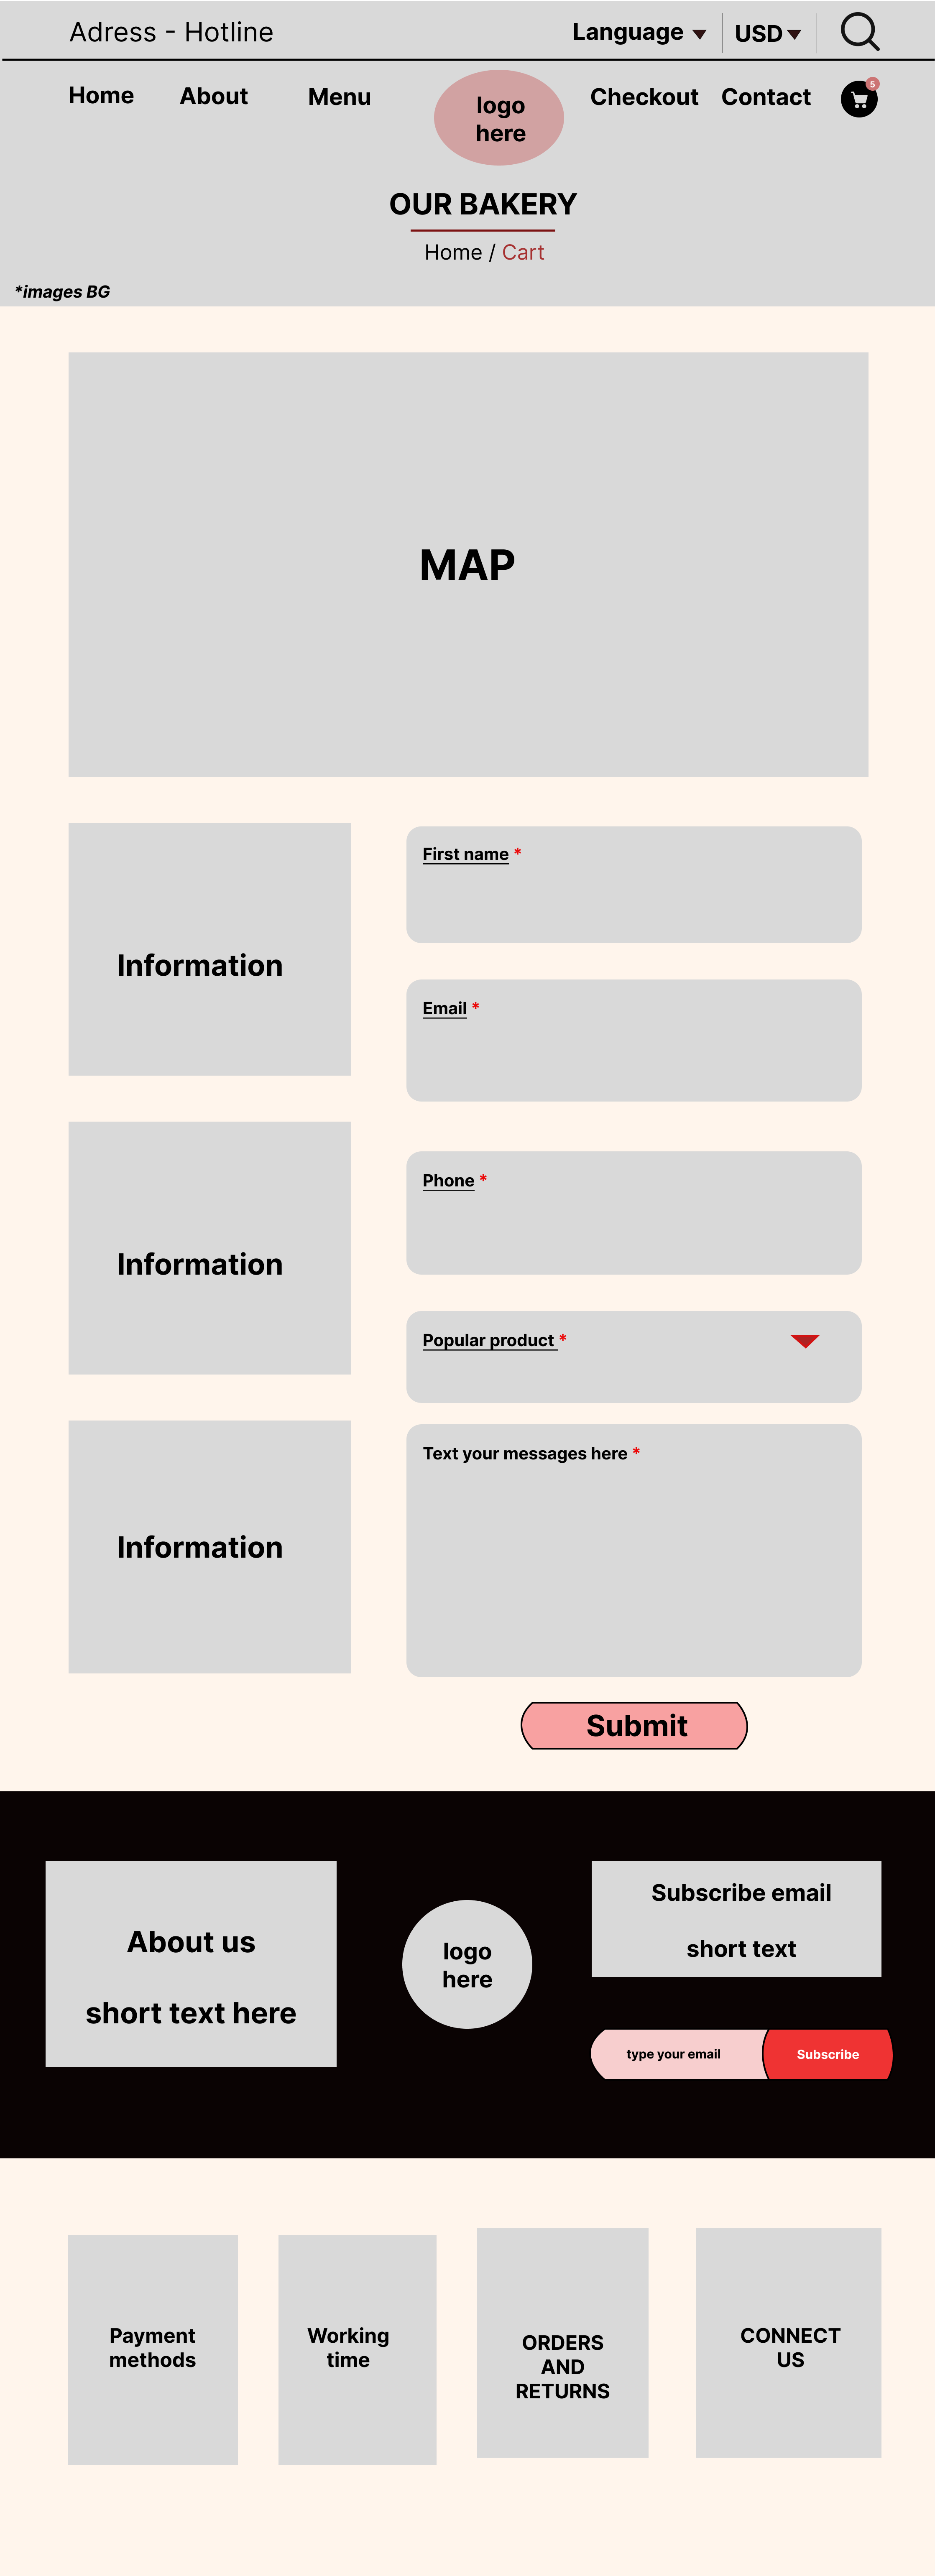 Adress - Hotline
Language
USD
Home
About
Menu
logo
here
Checkout
Contact
5
OUR BAKERY
Home / Cart
*images BG
MAP
Information
First name *
Email *
Information
Phone *
Popular product *
Information
Text your messages here *
Submit
About us
short text here
logo
here
Subscribe email
short text
type your email
Subscribe
Payment
methods
Working
time
ORDERS
AND
RETURNS
CONNECT
US